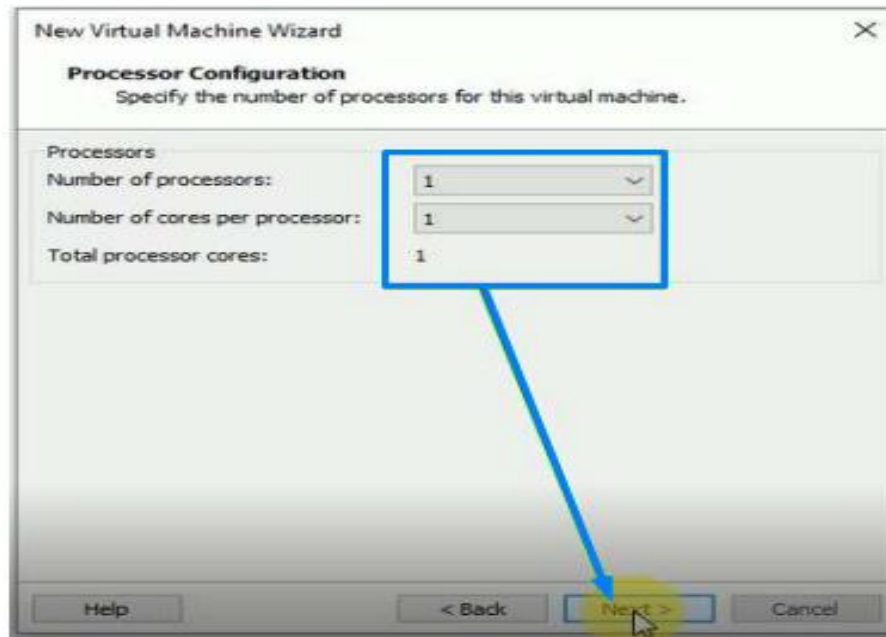 New Virtual Machine Wizard
Processor Configuration
Specify the number of processors for this virtual machine.
Processors
Number of processors: 1
Number of cores per processor: 1
Total processor cores: 1
Help < Back Next > Cancel